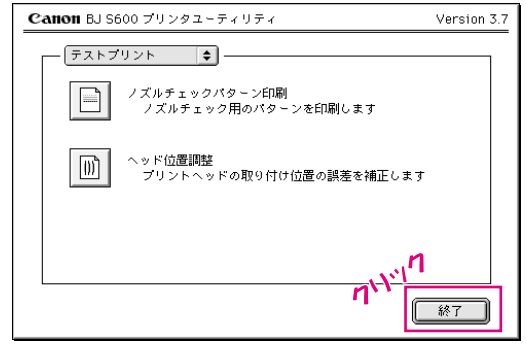 Canon BJ S600 プリンタユーティリティ Version 3.7
テストプリント
ノズルチェックパターン印刷
ノズルチェック用のパターンを印刷します
ヘッド位置調整
プリントヘッドの取り付け位置の誤差を補正します
クリック
終了